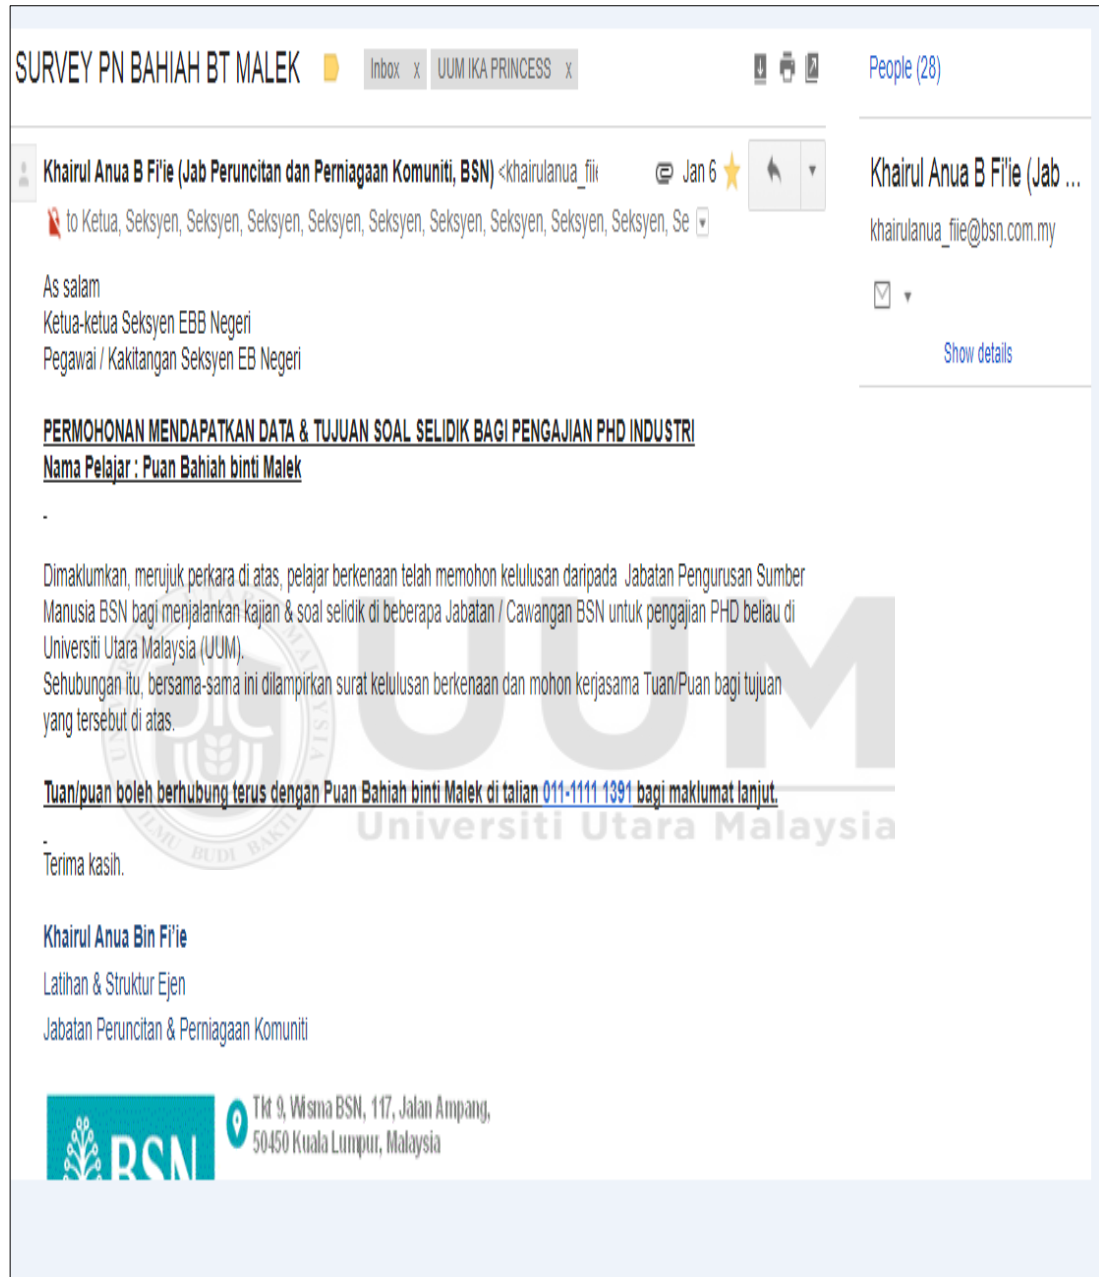 SURVEY PN BAHIAH BT MALEK
Inbox x
UUM IKA PRINCESS x
People (28)
Khairul Anua B Fi'ie (Jab Peruncitan dan Perniagaan Komuniti, BSN) <khairulanua_fiie
Jan 6
to Ketua, Seksyen, Seksyen, Seksyen, Seksyen, Seksyen, Seksyen, Seksyen, Seksyen, Seksyen, Se
Khairul Anua B Fi'ie (Jab ...
khairulanua_fiie@bsn.com.my
Show details
As salam
Ketua-ketua Seksyen EBB Negeri
Pegawai / Kakitangan Seksyen EB Negeri
PERMOHONAN MENDAPATKAN DATA & TUJUAN SOAL SELIDIK BAGI PENGAJIAN PHD INDUSTRI
Nama Pelajar : Puan Bahiah binti Malek
-
Dimaklumkan, merujuk perkara di atas, pelajar berkenaan telah memohon kelulusan daripada Jabatan Pengurusan Sumber
Manusia BSN bagi menjalankan kajian & soal selidik di beberapa Jabatan / Cawangan BSN untuk pengajian PHD beliau di
Universiti Utara Malaysia (UUM).
Sehubungan itu, bersama-sama ini dilampirkan surat kelulusan berkenaan dan mohon kerjasama Tuan/Puan bagi tujuan
yang tersebut di atas.
Tuan/puan boleh berhubung terus dengan Puan Bahiah binti Malek di talian 011-1111 1391 bagi maklumat lanjut.
-
Terima kasih.
Khairul Anua Bin Fi'ie
Latihan & Struktur Ejen
Jabatan Peruncitan & Perniagaan Komuniti
BSN
Tkt 9, Wisma BSN, 117, Jalan Ampang,
50450 Kuala Lumpur, Malaysia
UUM
Universiti Utara Malaysia
UNIVERSITI UTARA MALAYSIA
ILMU BUDI BAKTI